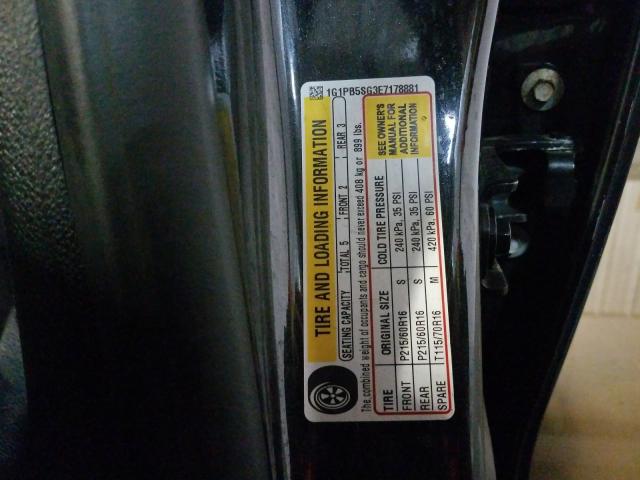 1G1PB5SG3E7178881
TIRE AND LOADING INFORMATION
SEATING CAPACITY TOTAL 5 FRONT 2 REAR 3
The combined weight of occupants and cargo should never exceed 408 kg or 899 lbs.
TIRE ORIGINAL SIZE COLD TIRE PRESSURE
FRONT P215/60R16 S 240 kPa, 35 PSI
REAR P215/60R16 S 240 kPa, 35 PSI
SPARE T115/70R16 M 420 kPa, 60 PSI
SEE OWNER'S
MANUAL FOR
ADDITIONAL
INFORMATION